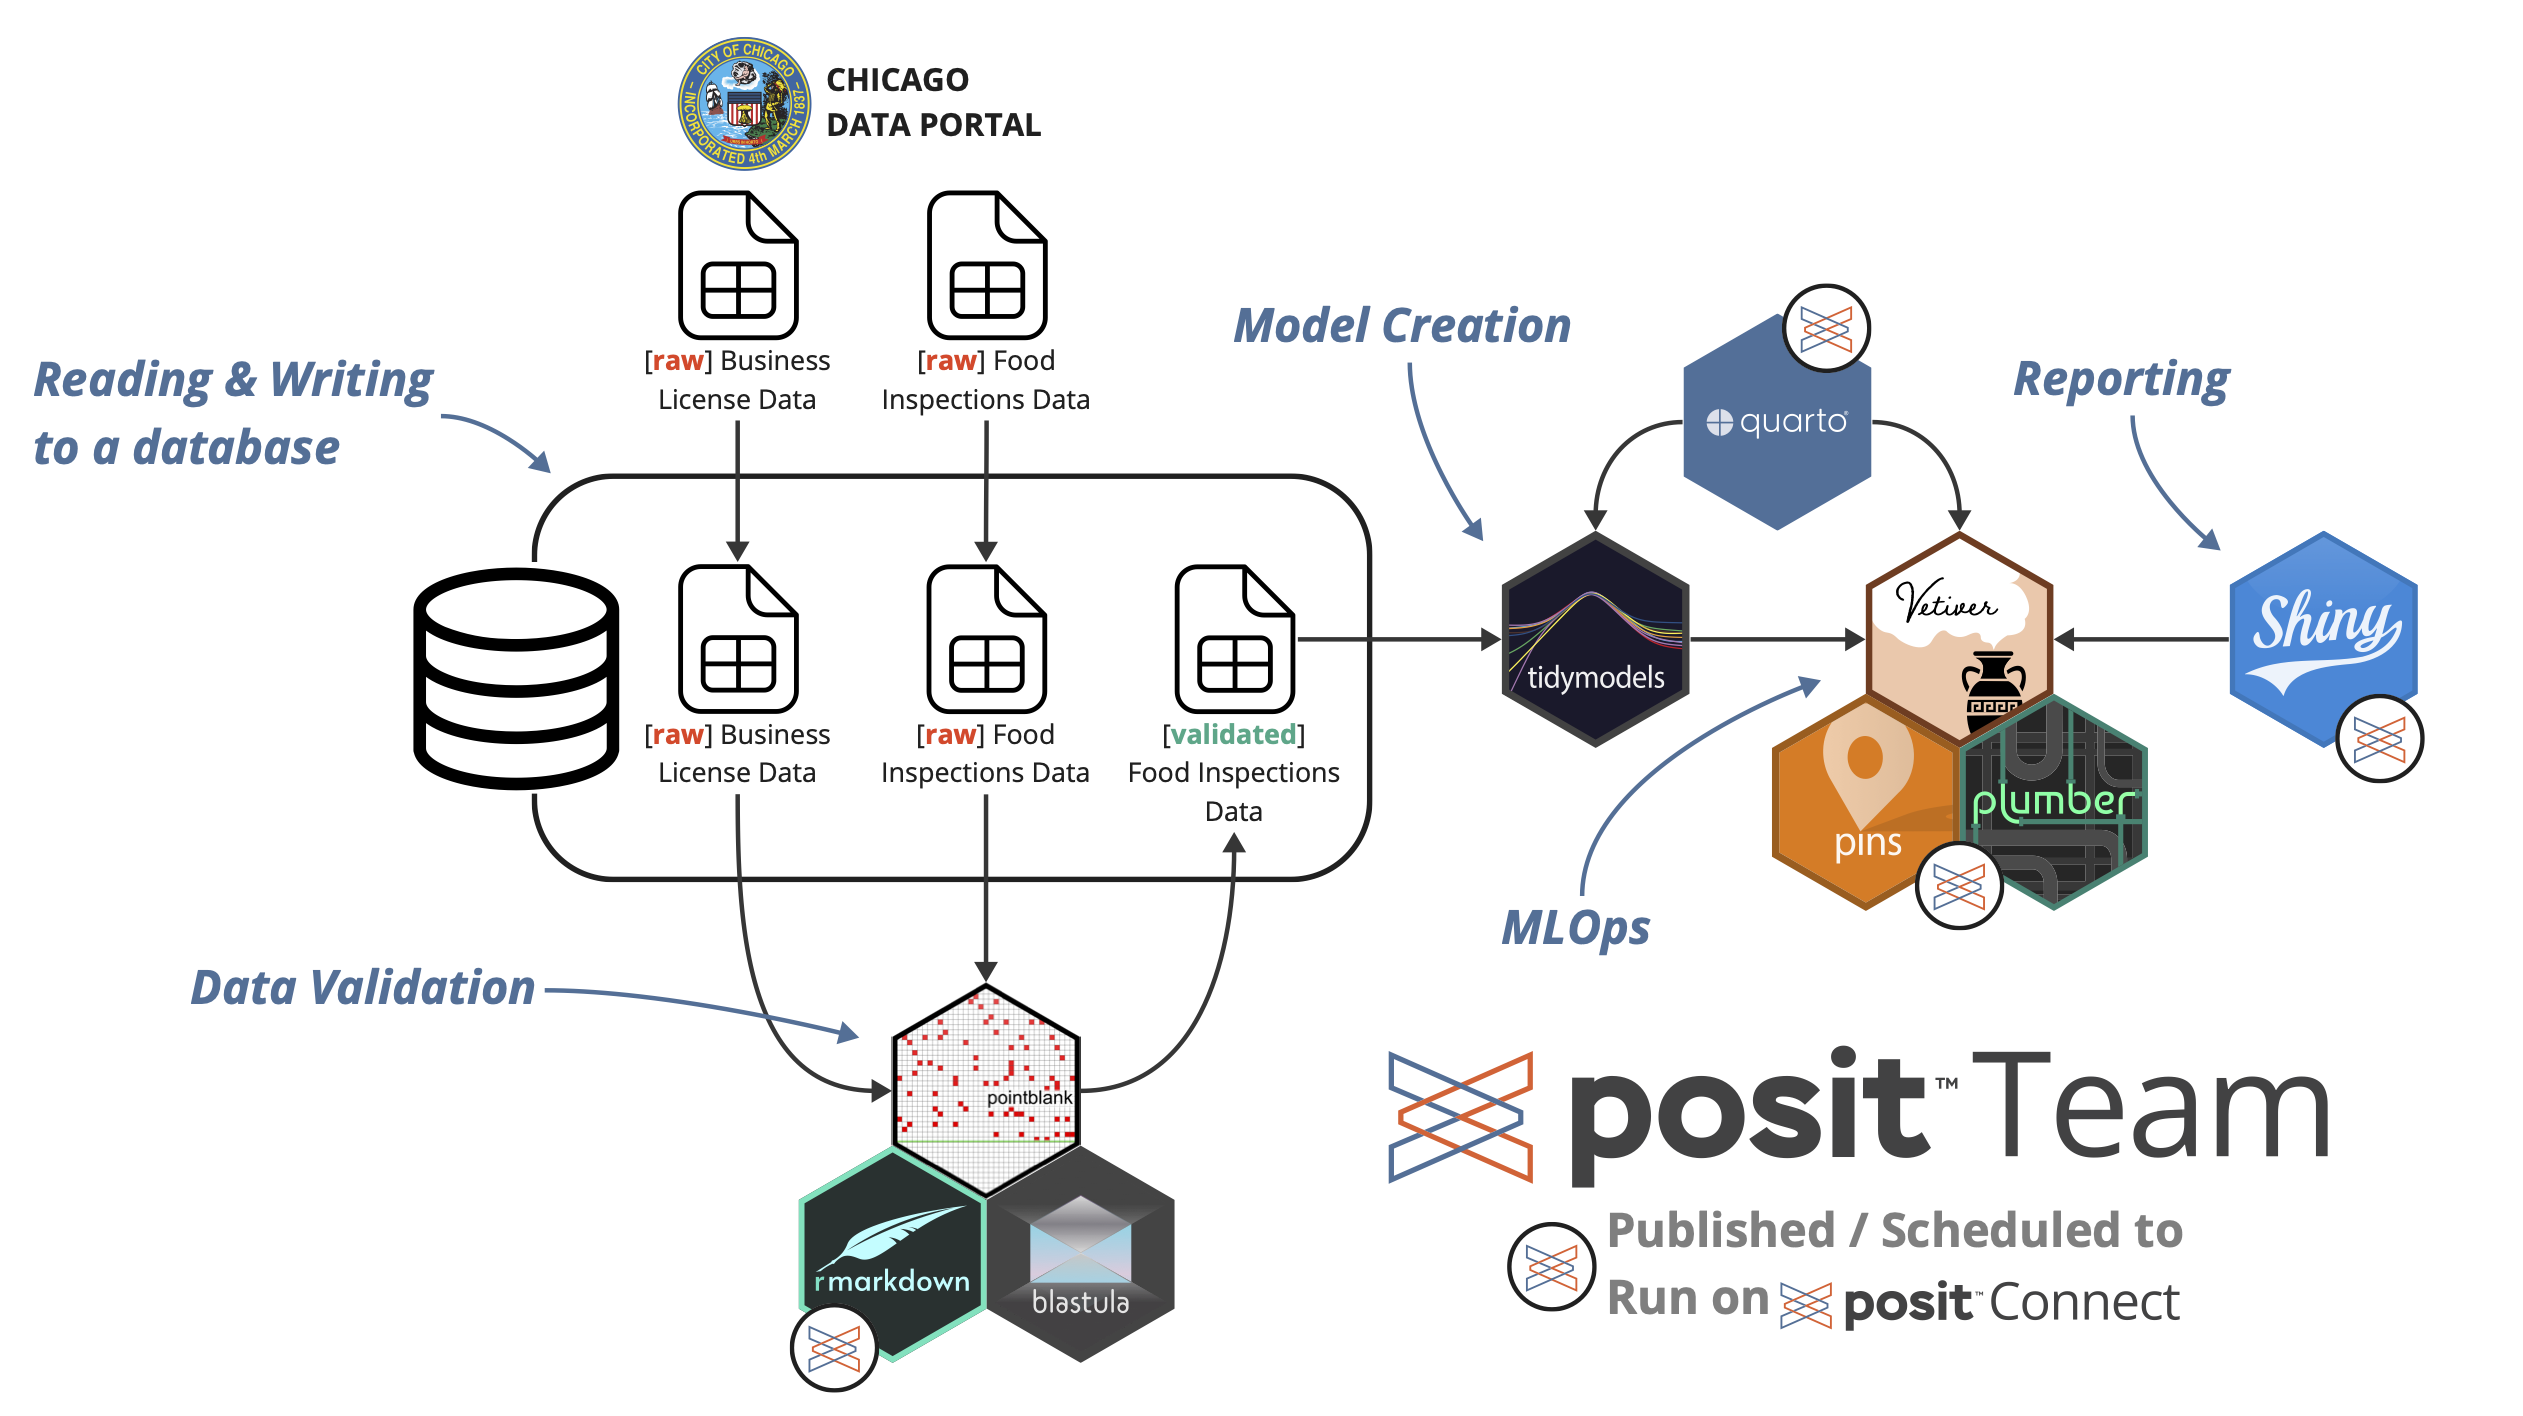 CITY OF CHICAGO
INCORPORATED 4th MARCH 1837
CHICAGO
DATA PORTAL
[raw] Business
License Data
[raw] Food
Inspections Data
Reading & Writing
to a database
Model Creation
quarto
Reporting
[raw] Business
License Data
[raw] Food
Inspections Data
[validated]
Food Inspections
Data
tidymodels
Vetiver
Shiny
pins
plumber
MLOps
Data Validation
pointblank
rmarkdown
blastula
posit™ Team
Published / Scheduled to
Run on posit™ Connect